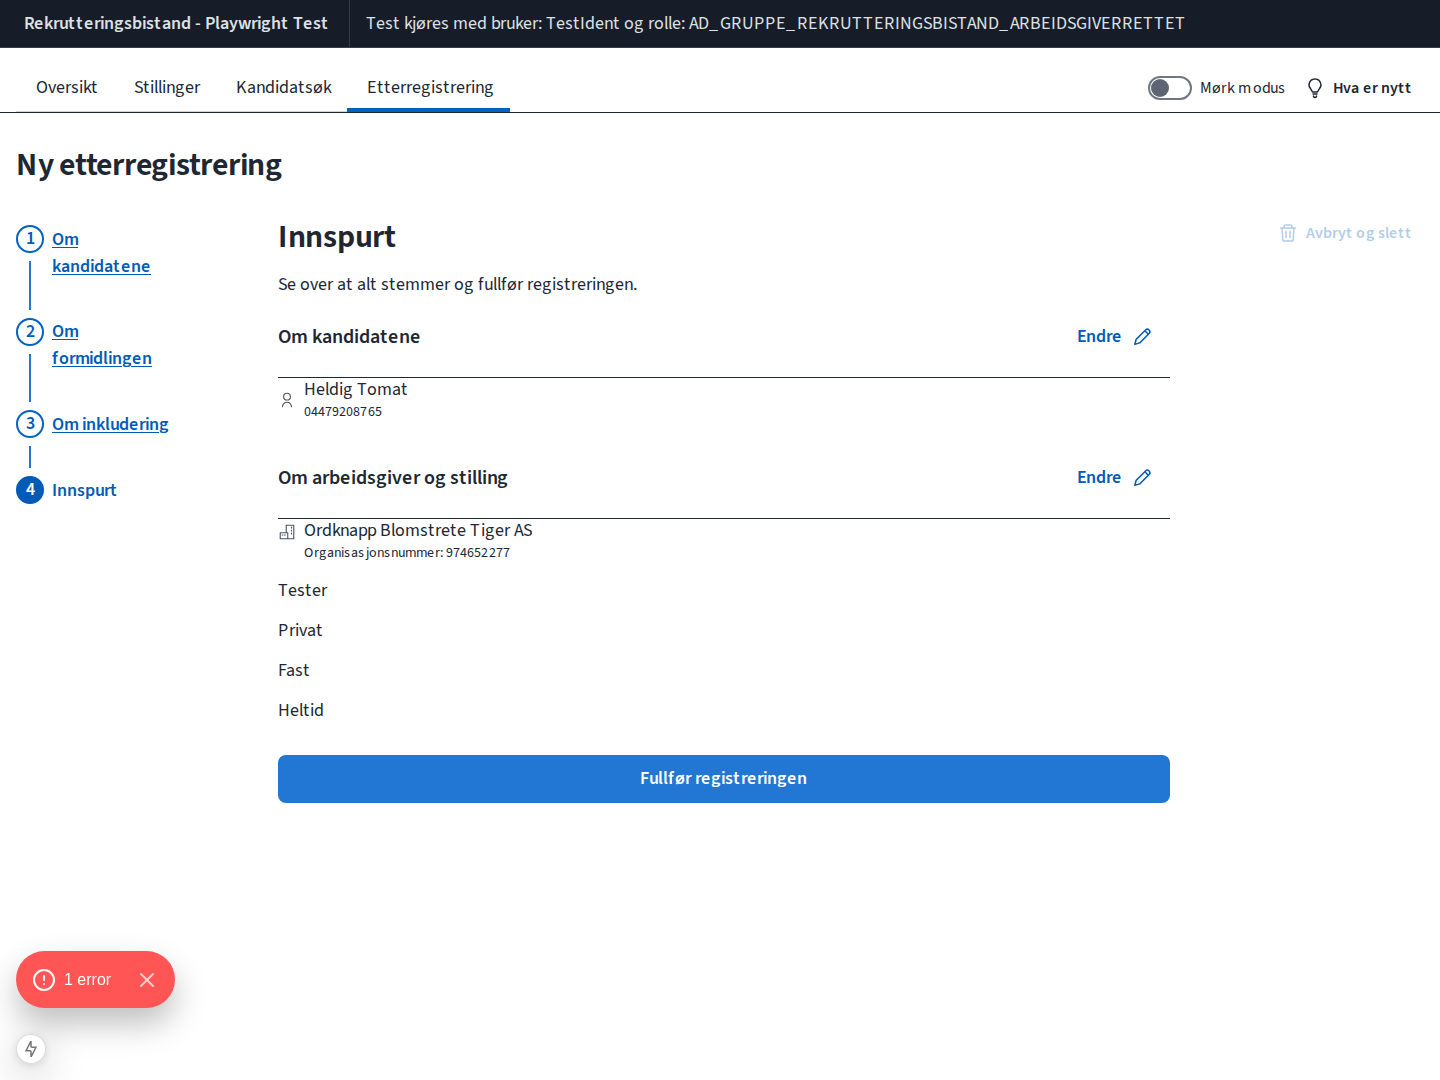 Rekrutteringsbistand - Playwright Test
Test kjøres med bruker: TestIdent og rolle: AD_GRUPPE_REKRUTTERINGSBISTAND_ARBEIDSGIVERRETTET
Oversikt
Stillinger
Kandidatsøk
Etterregistrering
Mørk modus
Hva er nytt
Ny etterregistrering
1
Om
kandidatene
2
Om
formidlingen
3
Om inkludering
4
Innspurt
Innspurt
Avbryt og slett
Se over at alt stemmer og fullfør registreringen.
Om kandidatene
Endre
Heldig Tomat
04479208765
Om arbeidsgiver og stilling
Endre
Ordknapp Blomstrete Tiger AS
Organisasjonsnummer: 974652277
Tester
Privat
Fast
Heltid
Fullfør registreringen
1 error